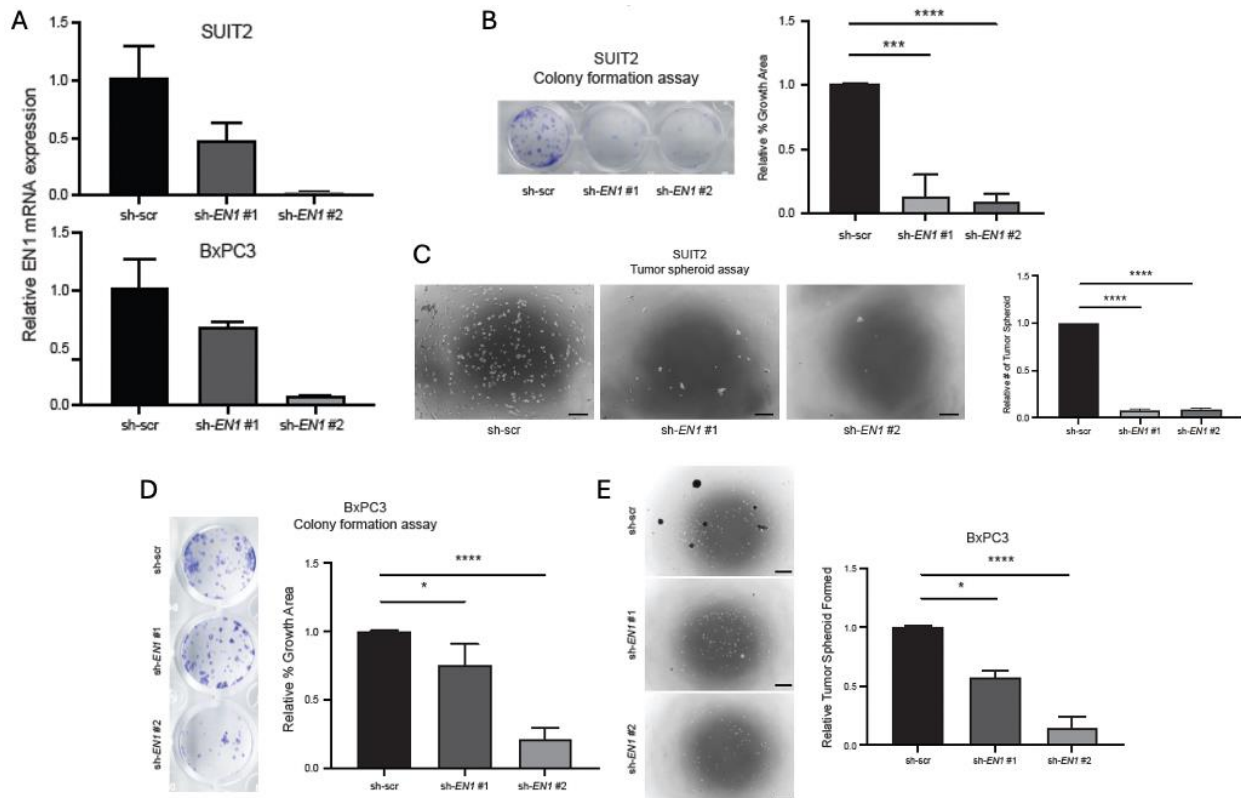 A
SUIT2
Relative EN1 mRNA expression
1.5
1.0
0.5
0.0
sh-scr
sh-EN1 #1
sh-EN1 #2
BxPC3
1.5
1.0
0.5
0.0
sh-scr
sh-EN1 #1
sh-EN1 #2
B
SUIT2
Colony formation assay
sh-scr
sh-EN1 #1
sh-EN1 #2
Relative % Growth Area
1.5
1.0
0.5
0.0
****
***
sh-scr
sh-EN1 #1
sh-EN1 #2
C
SUIT2
Tumor spheroid assay
sh-scr
sh-EN1 #1
sh-EN1 #2
Relative # of Tumor Spheroid
1.5
1.0
0.5
0.0
****
****
sh-scr
sh-EN1 #1
sh-EN1 #2
D
BxPC3
Colony formation assay
sh-scr
sh-EN1 #1
sh-EN1 #2
Relative % Growth Area
1.5
1.0
0.5
0.0
****
*
sh-scr
sh-EN1 #1
sh-EN1 #2
E
sh-scr
sh-EN1 #1
sh-EN1 #2
BxPC3
Relative Tumor Spheroid Formed
1.5
1.0
0.5
0.0
****
*
sh-scr
sh-EN1 #1
sh-EN1 #2